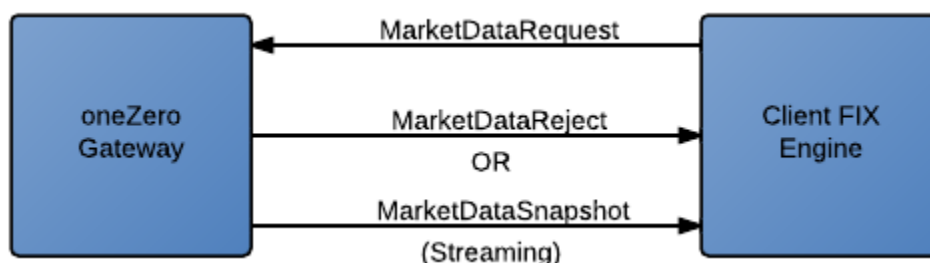 MarketDataRequest
oneZero
Gateway
MarketDataReject
OR
MarketDataSnapshot
(Streaming)
Client FIX
Engine